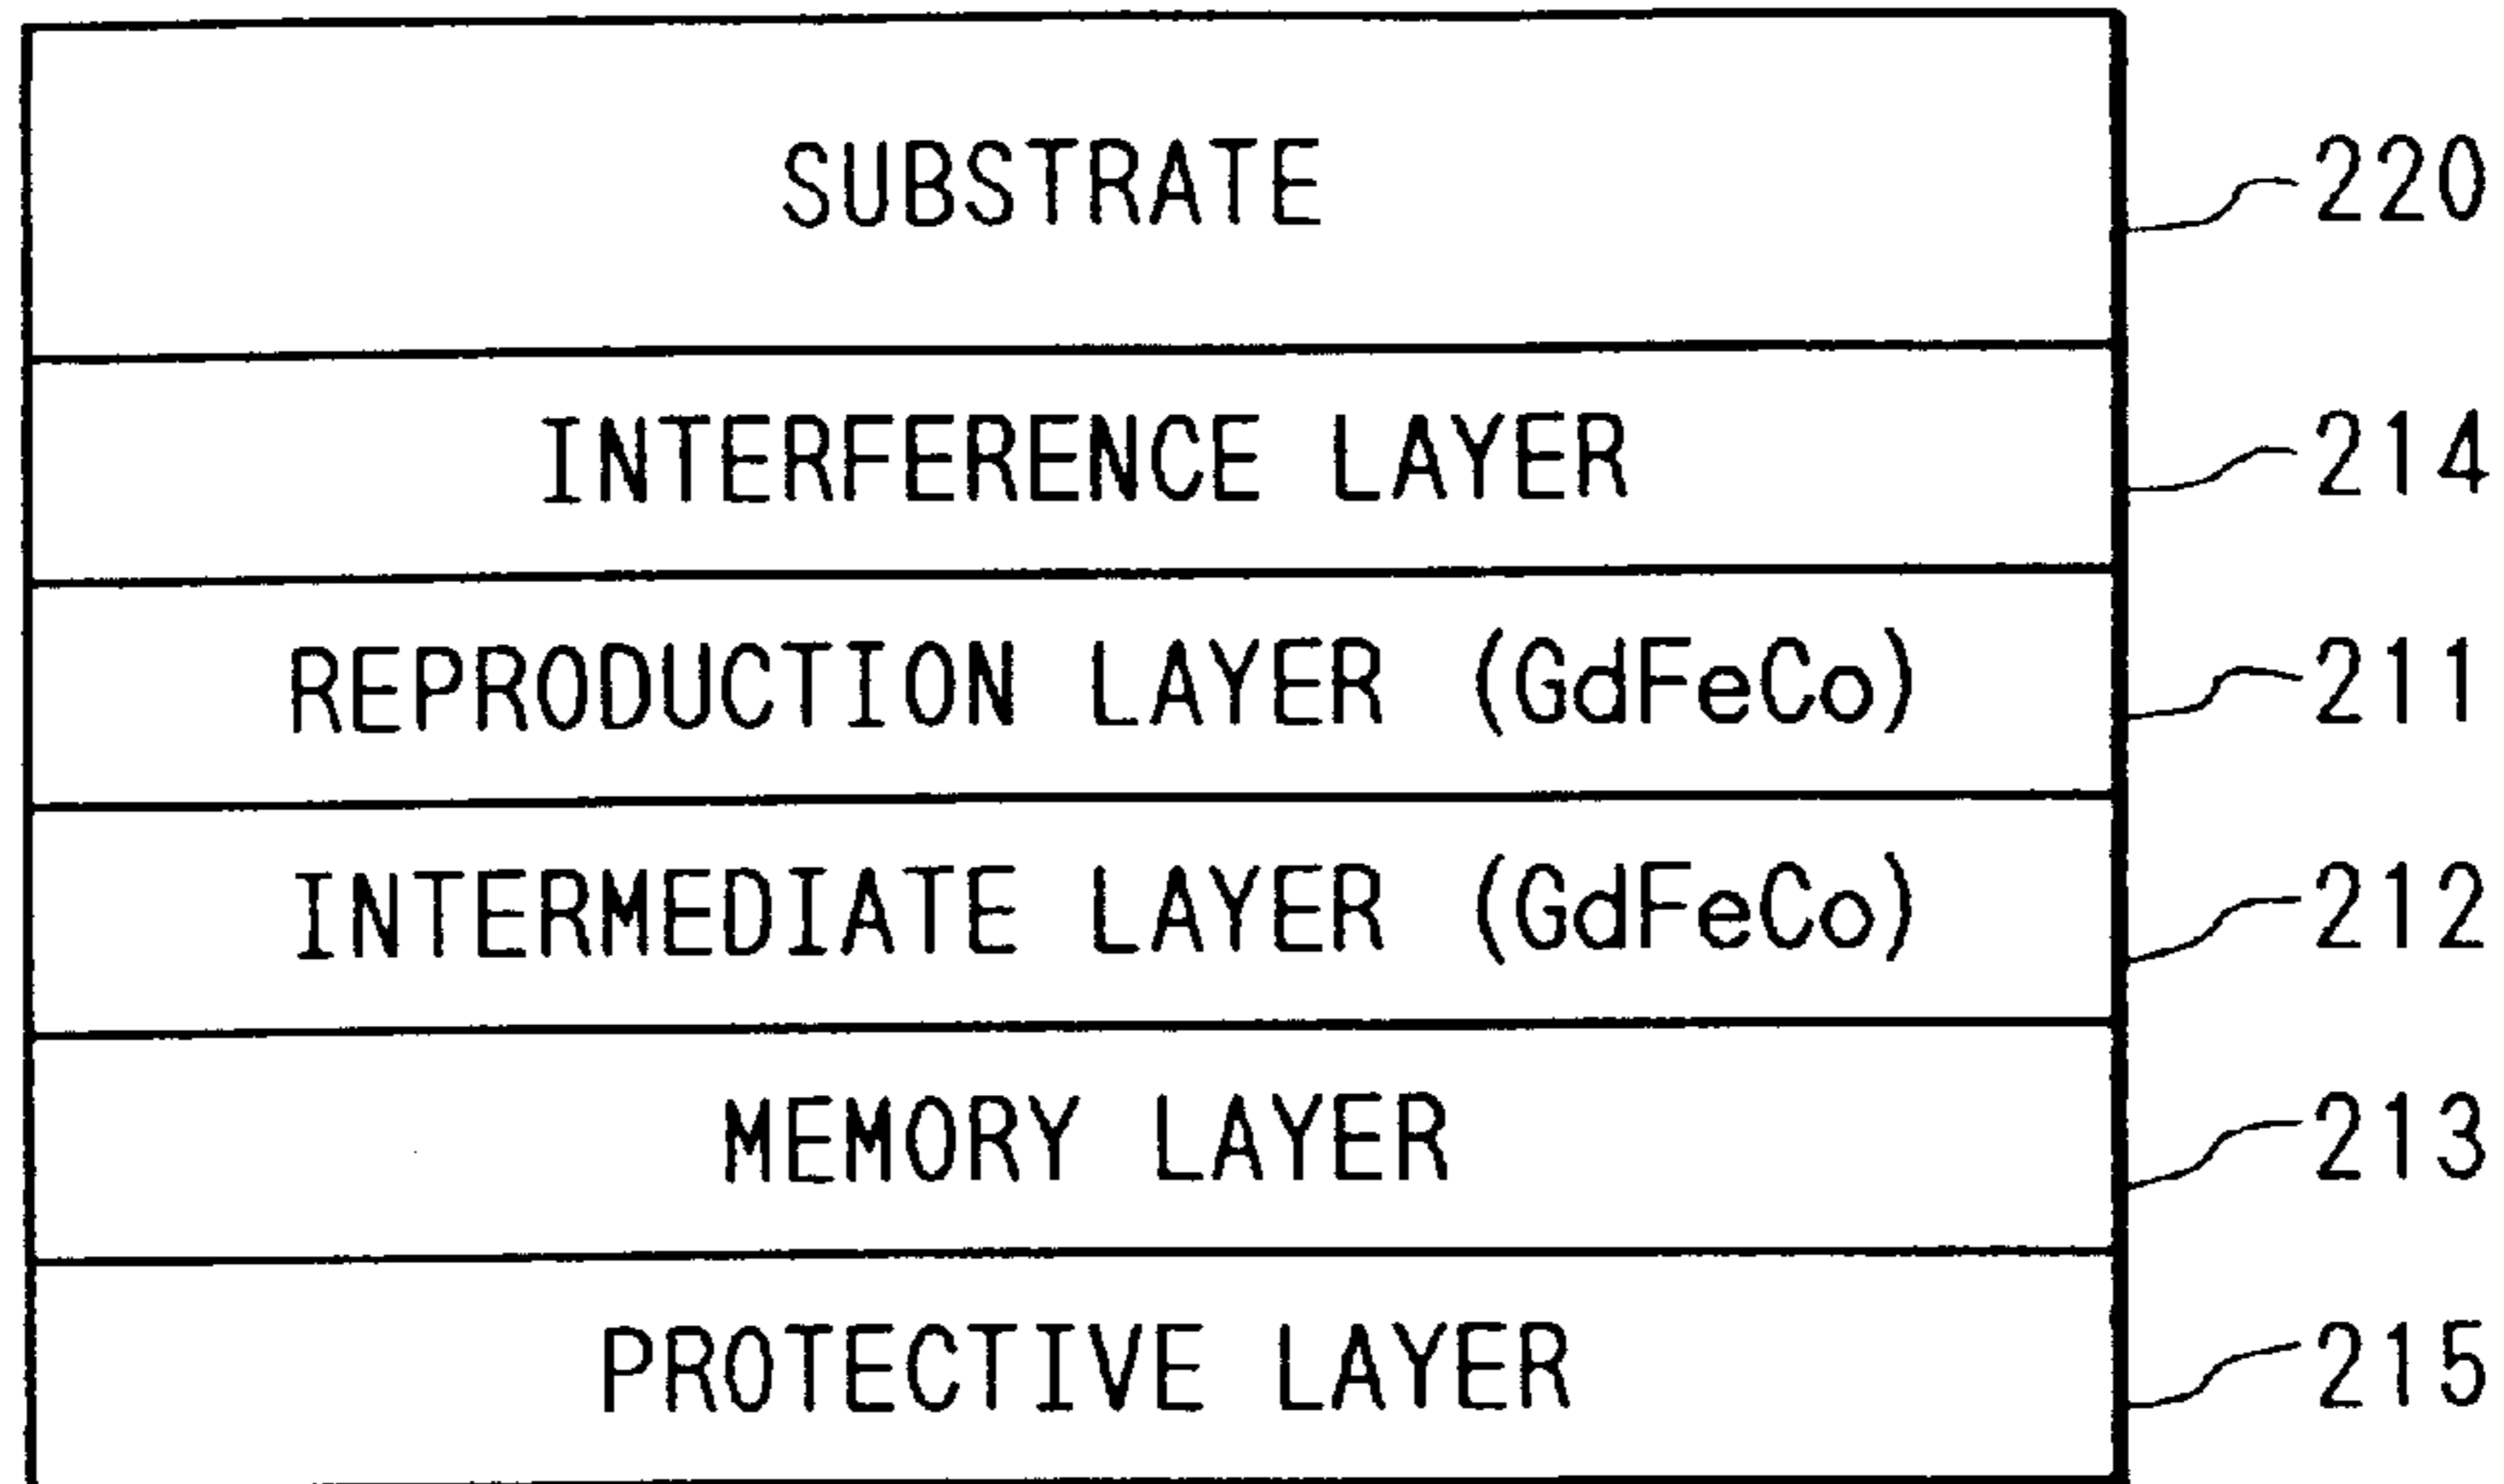 SUBSTRATE 220
INTERFERENCE LAYER 214
REPRODUCTION LAYER (GdFeCo) 211
INTERMEDIATE LAYER (GdFeCo) 212
MEMORY LAYER 213
PROTECTIVE LAYER 215